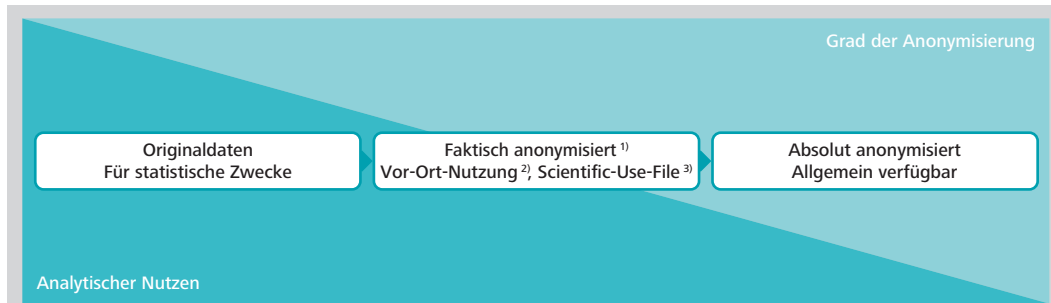 Grad der Anonymisierung
Originaldaten
Für statistische Zwecke
Faktisch anonymisiert 1)
Vor-Ort-Nutzung 2), Scientific-Use-File 3)
Absolut anonymisiert
Allgemein verfügbar
Analytischer Nutzen